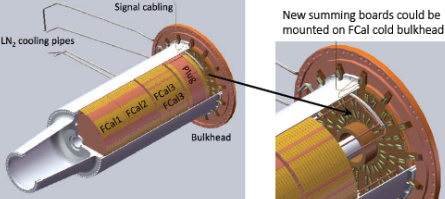 Signal cabling
LN2 cooling pipes
New summing boards could be
mounted on FCal cold bulkhead
Plug
FCal3
FCal3
FCal2
FCal1
Bulkhead